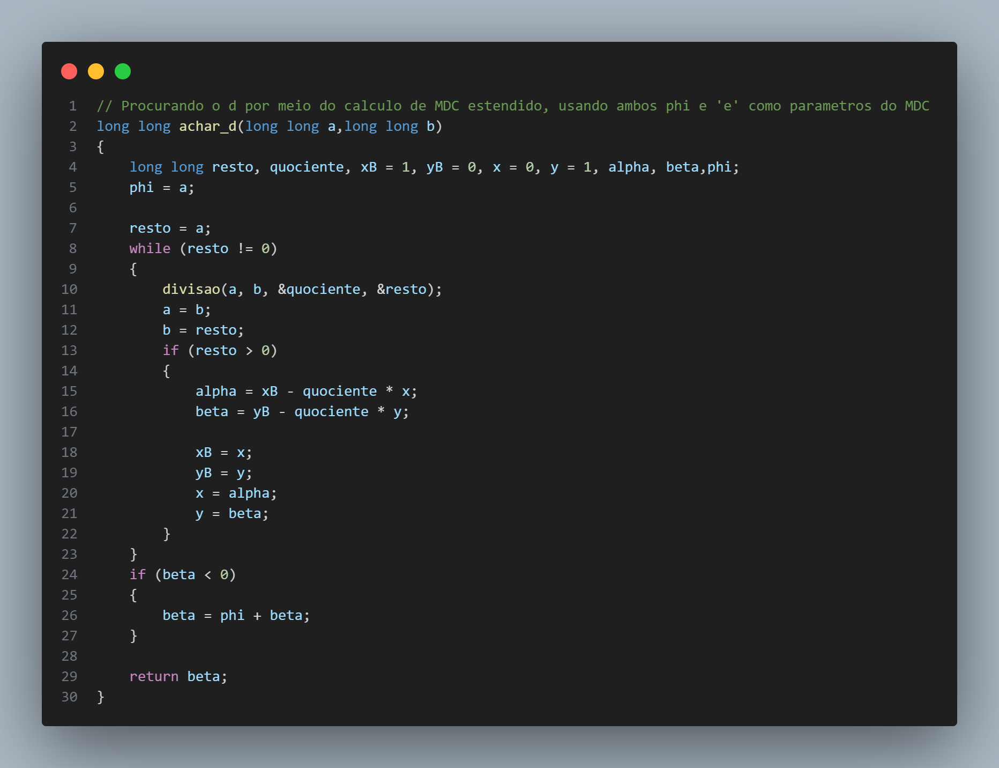 1 // Procurando o d por meio do calculo de MDC estendido, usando ambos phi e 'e' como parametros do MDC
2 long long achar_d(long long a,long long b)
3 {
4     long long resto, quociente, xB = 1, yB = 0, x = 0, y = 1, alpha, beta,phi;
5     phi = a;
6
7     resto = a;
8     while (resto != 0)
9     {
10         divisao(a, b, &quociente, &resto);
11         a = b;
12         b = resto;
13         if (resto > 0)
14         {
15             alpha = xB - quociente * x;
16             beta = yB - quociente * y;
17
18             xB = x;
19             yB = y;
20             x = alpha;
21             y = beta;
22         }
23     }
24     if (beta < 0)
25     {
26         beta = phi + beta;
27     }
28
29     return beta;
30 }